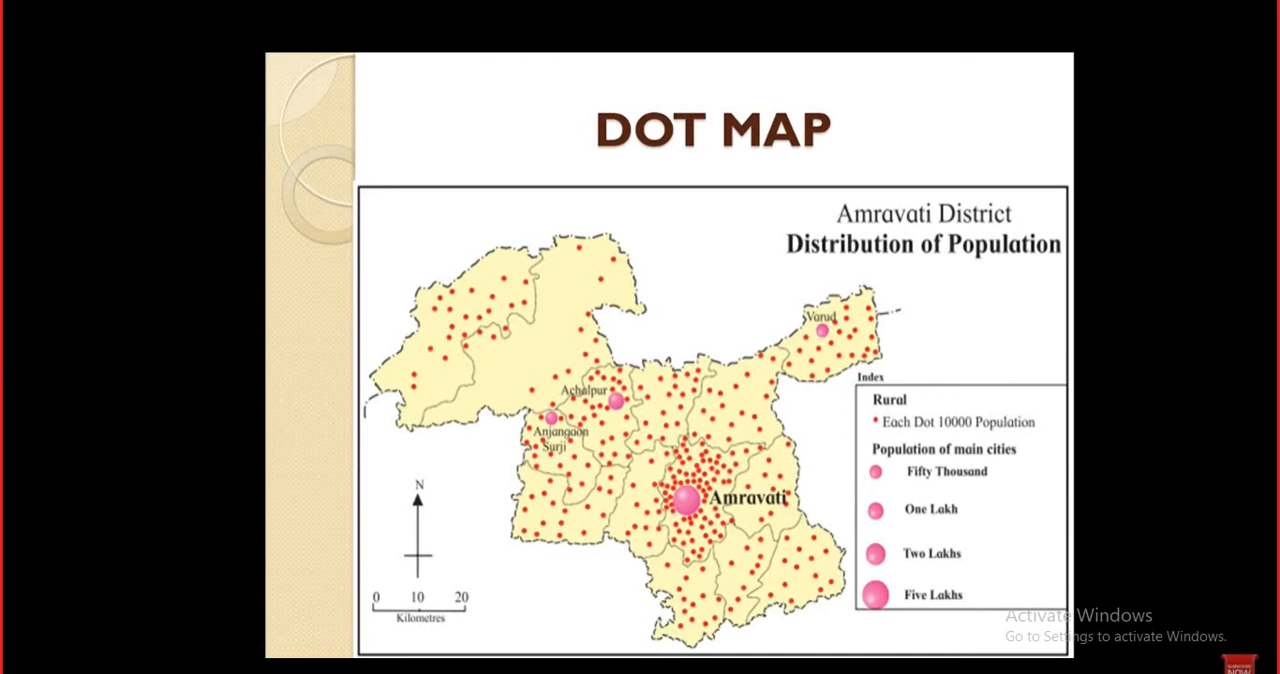 DOT MAP
Amravati District
Distribution of Population
Varud
Achalpur
Anjangaon
Surji
Amravati
N
0 10 20
Kilometres
Index
Rural
Each Dot 10000 Population
Population of main cities
Fifty Thousand
One Lakh
Two Lakhs
Five Lakhs
Activate Windows
Go to Settings to activate Windows.
SUBSCRIBE
NOW